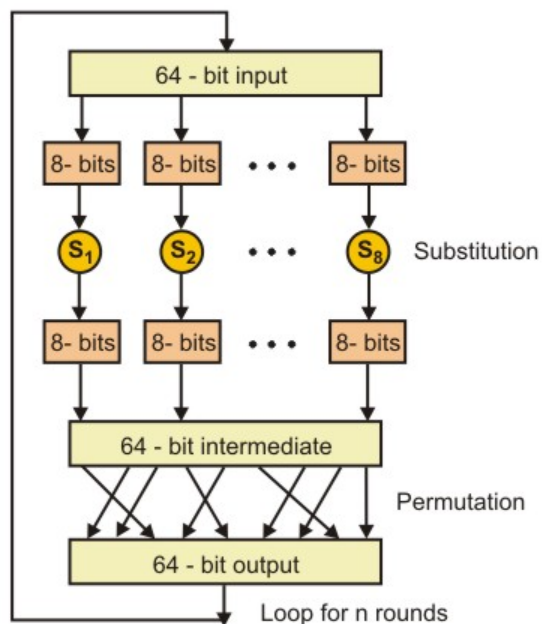 64 - bit input
8- bits 8- bits • • • 8- bits
S1 S2 • • • S8 Substitution
8- bits 8- bits • • • 8- bits
64 - bit intermediate
Permutation
64 - bit output
Loop for n rounds